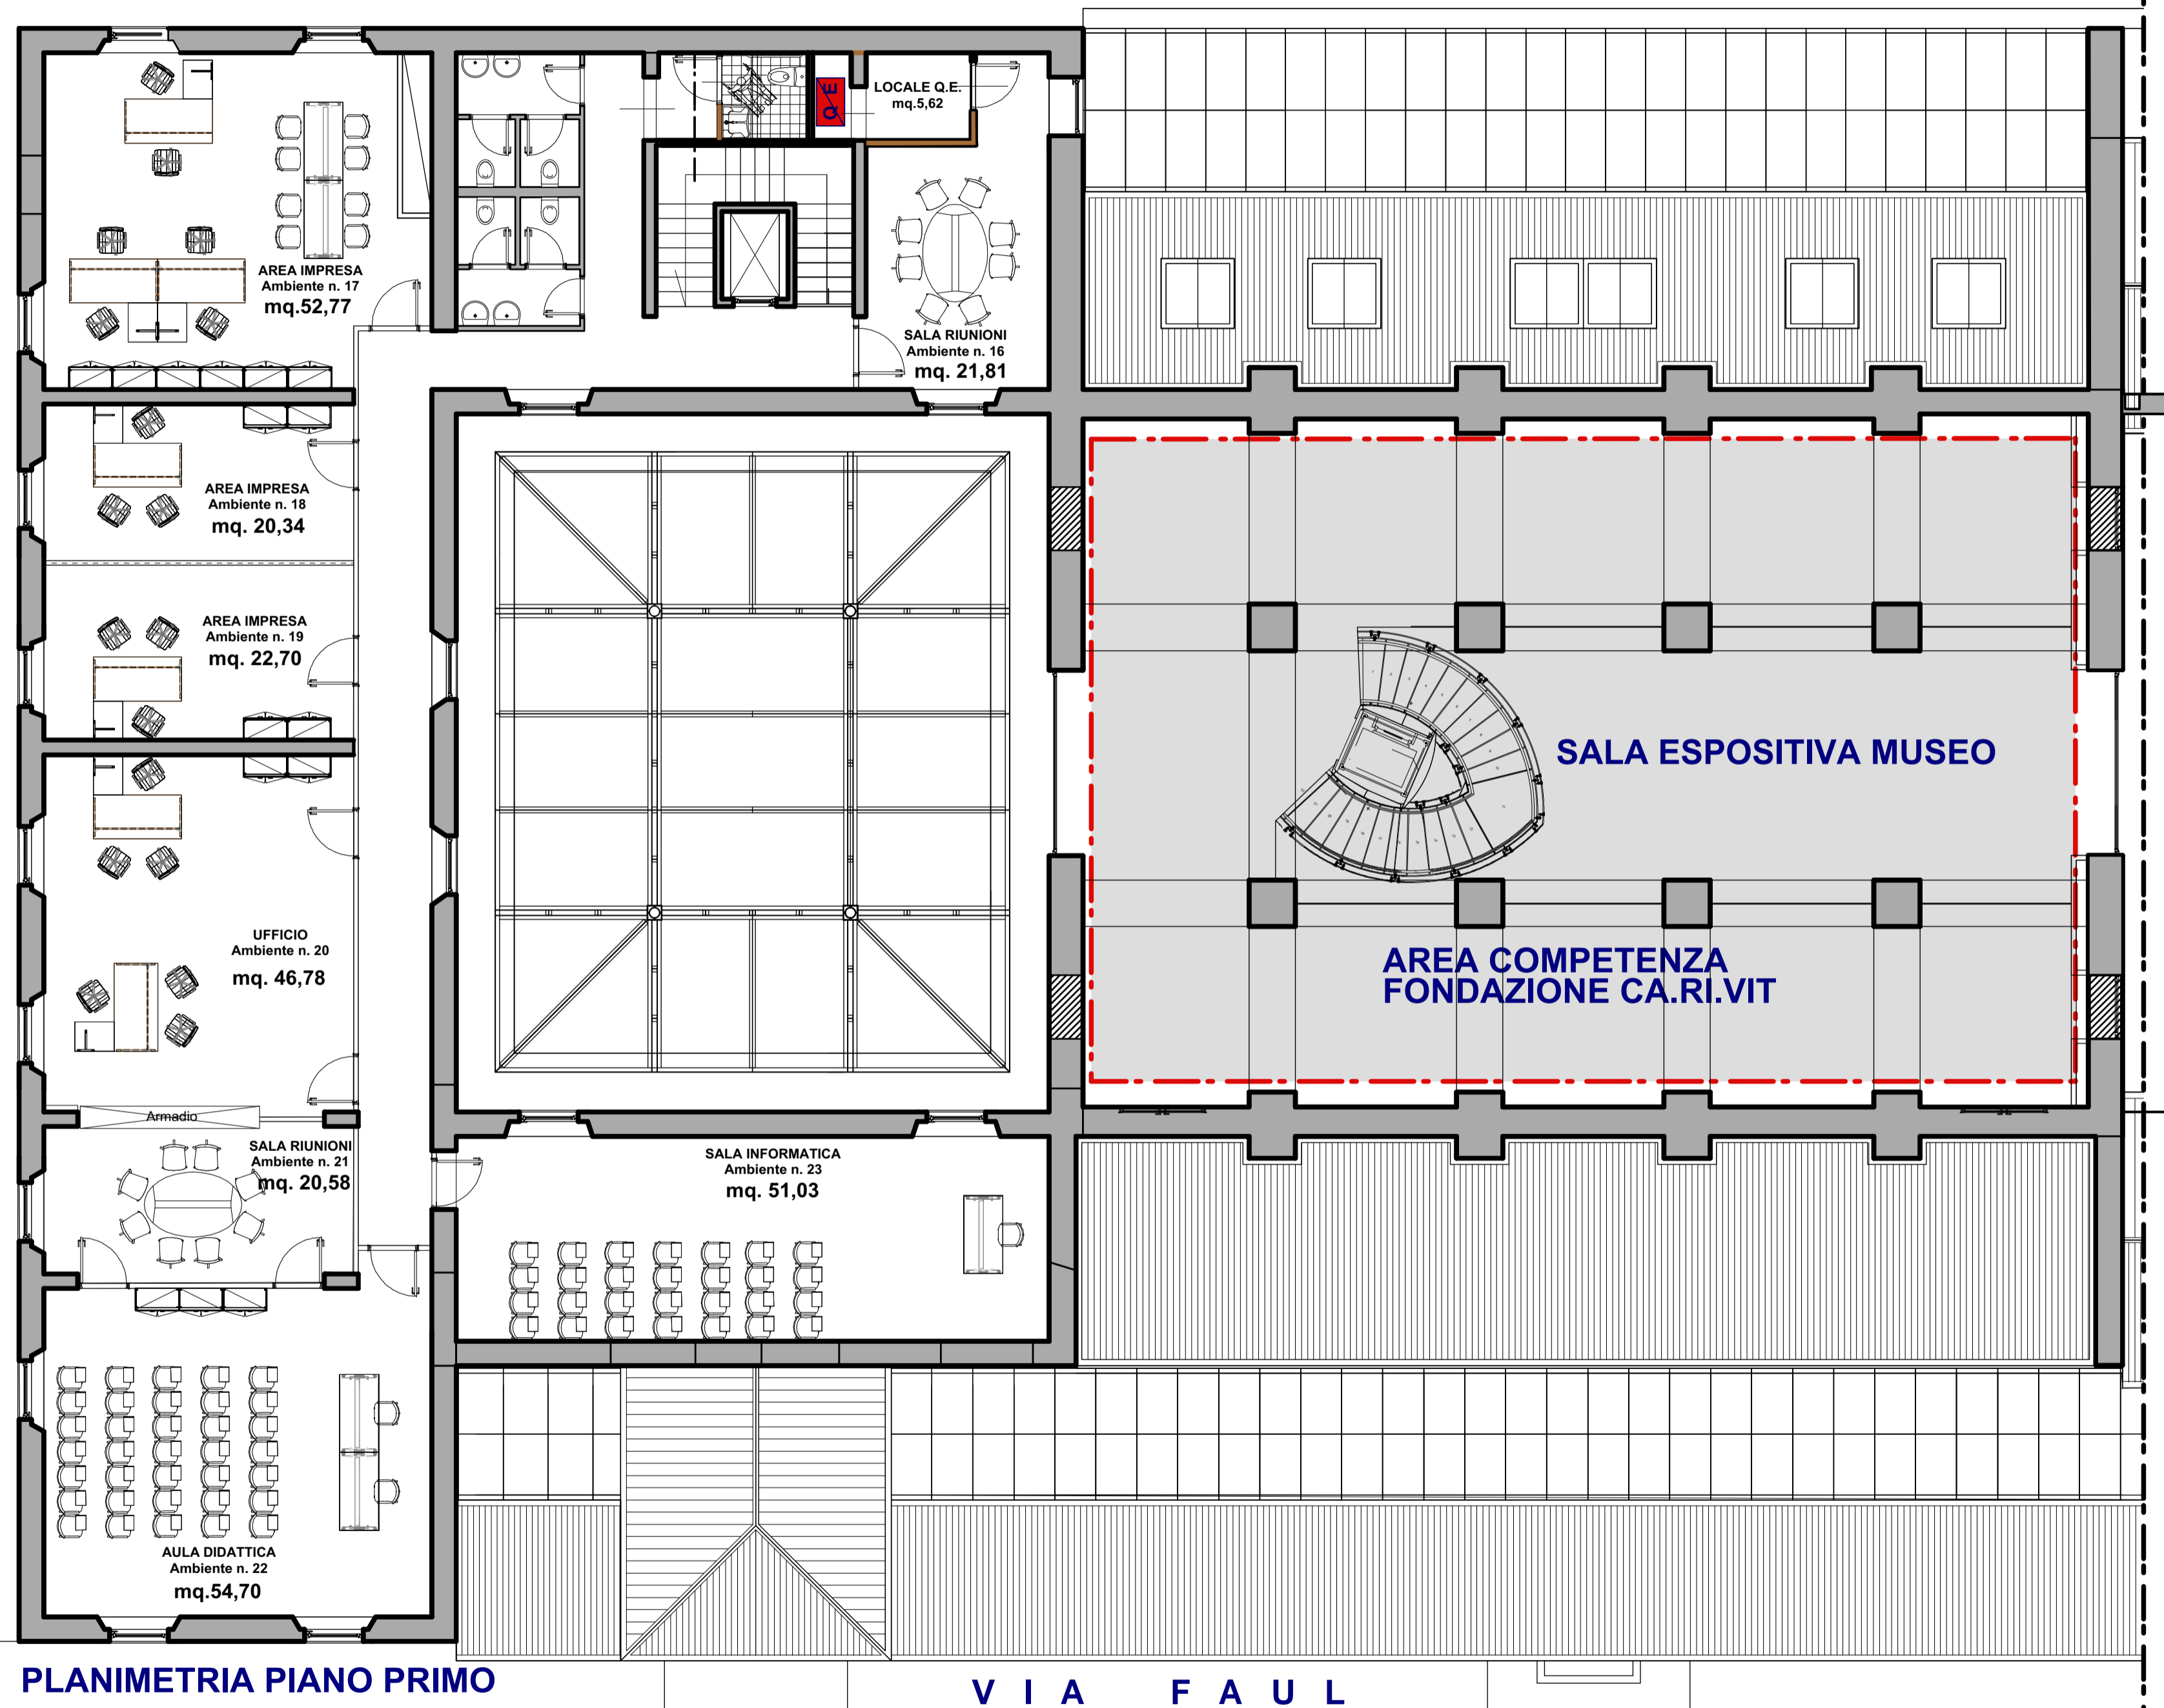 LOCALE Q.E.
mq.5,62
Q E
AREA IMPRESA
Ambiente n. 17
mq.52,77
SALA RIUNIONI
Ambiente n. 16
mq. 21,81
AREA IMPRESA
Ambiente n. 18
mq. 20,34
AREA IMPRESA
Ambiente n. 19
mq. 22,70
SALA ESPOSITIVA MUSEO
UFFICIO
Ambiente n. 20
mq. 46,78
AREA COMPETENZA
FONDAZIONE CA.RI.VIT
Armadio
SALA RIUNIONI
Ambiente n. 21
mq. 20,58
SALA INFORMATICA
Ambiente n. 23
mq. 51,03
AULA DIDATTICA
Ambiente n. 22
mq.54,70
PLANIMETRIA PIANO PRIMO
VIA FAUL